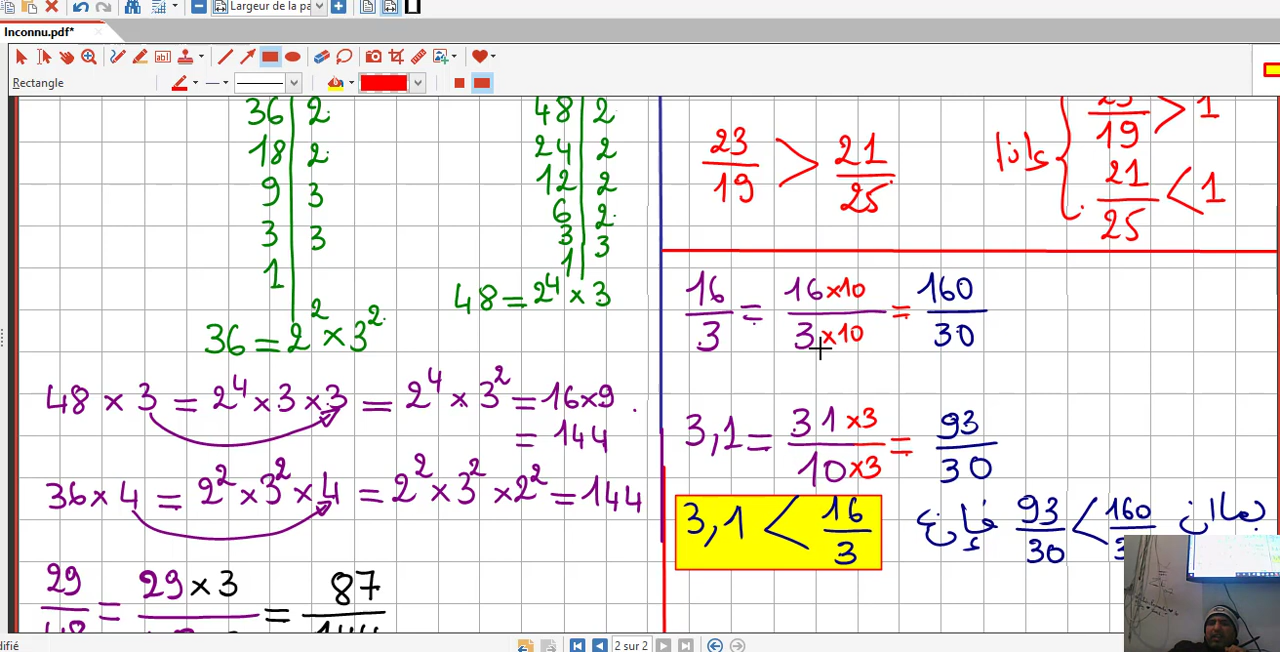 Largeur de la pa
Inconnu.pdf*
Rectangle
36 | 2
18 | 2
9 | 3
3 | 3
1
36 = 2² × 3²
48 | 2
24 | 2
12 | 2
6 | 2
3 | 3
1
48 = 2⁴ × 3
48 × 3 = 2⁴ × 3 × 3 = 2⁴ × 3² = 16 × 9
= 144
36 × 4 = 2² × 3² × 4 = 2² × 3² × 2² = 144
29/48 = 29 × 3 / = 87/144
23/19 > 21/25
23/19 > 1
21/25 < 1
16/3 = 16×10/3×10 = 160/30
3,1 = 31×3/10×3 = 93/30
بما ان 160/3 > 93/30 فإن
3,1 < 16/3
2 sur 2
difié